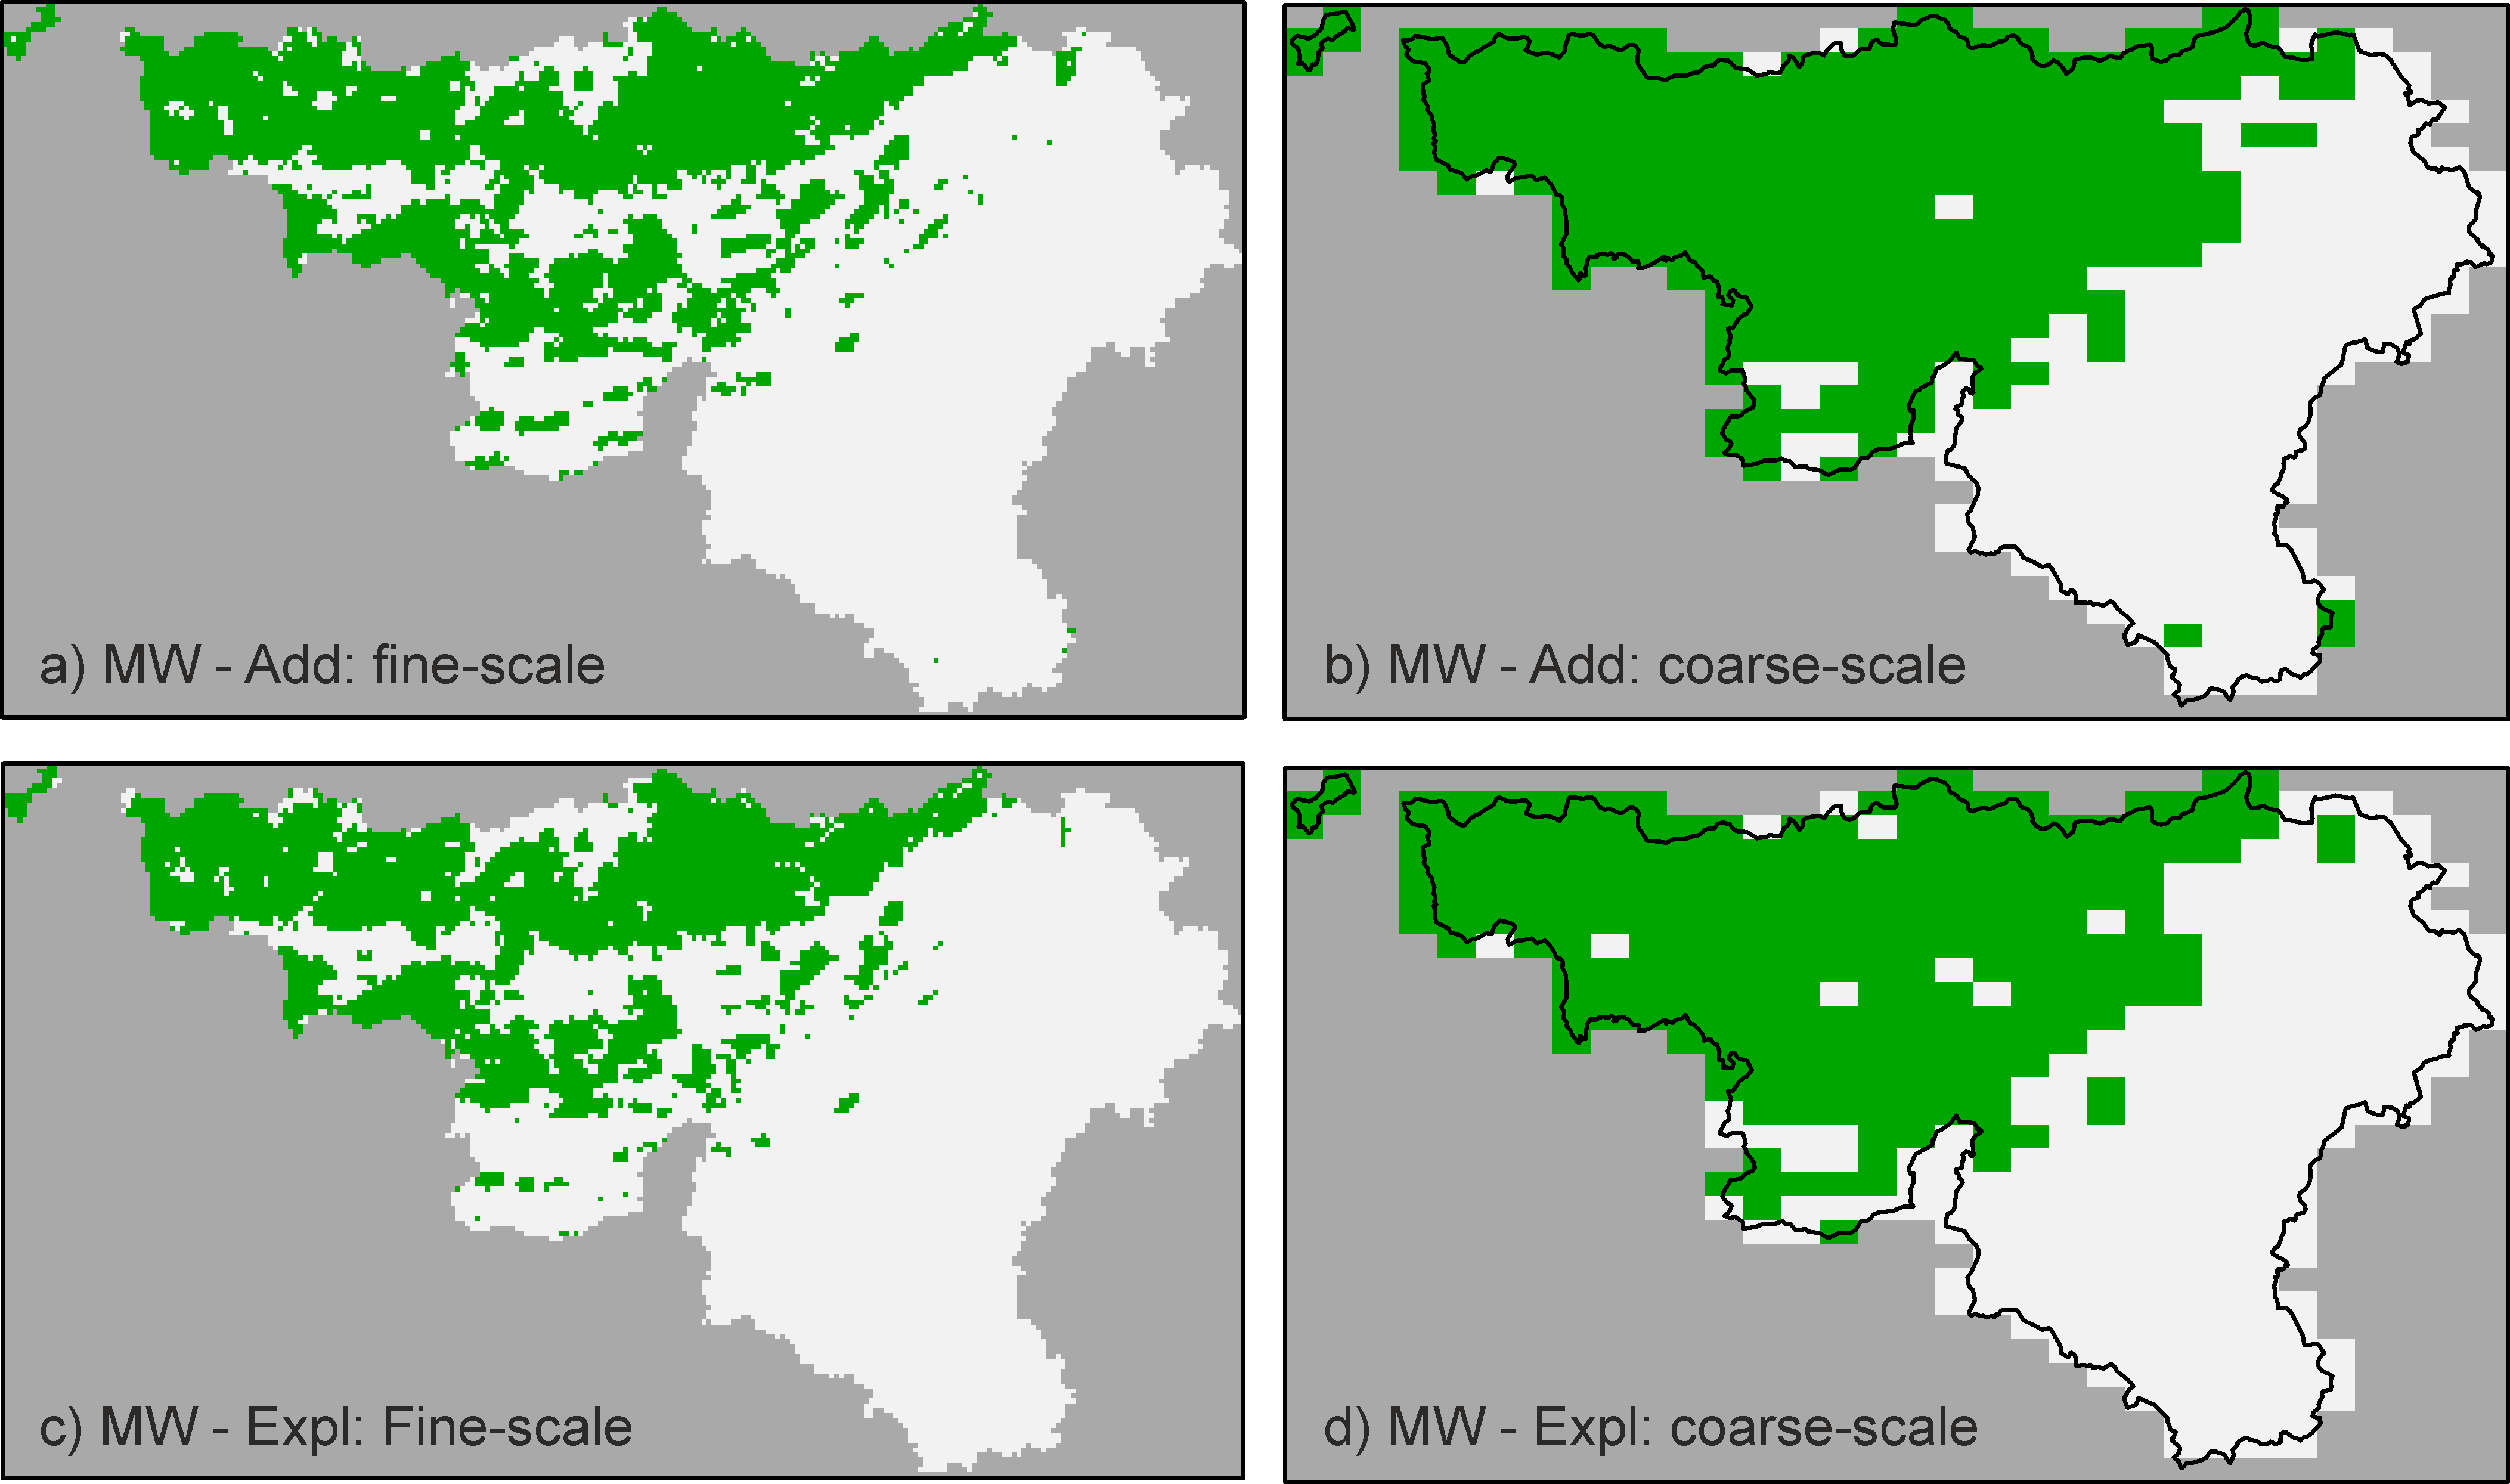 a) MW - Add: fine-scale
b) MW - Add: coarse-scale
c) MW - Expl: Fine-scale
d) MW - Expl: coarse-scale